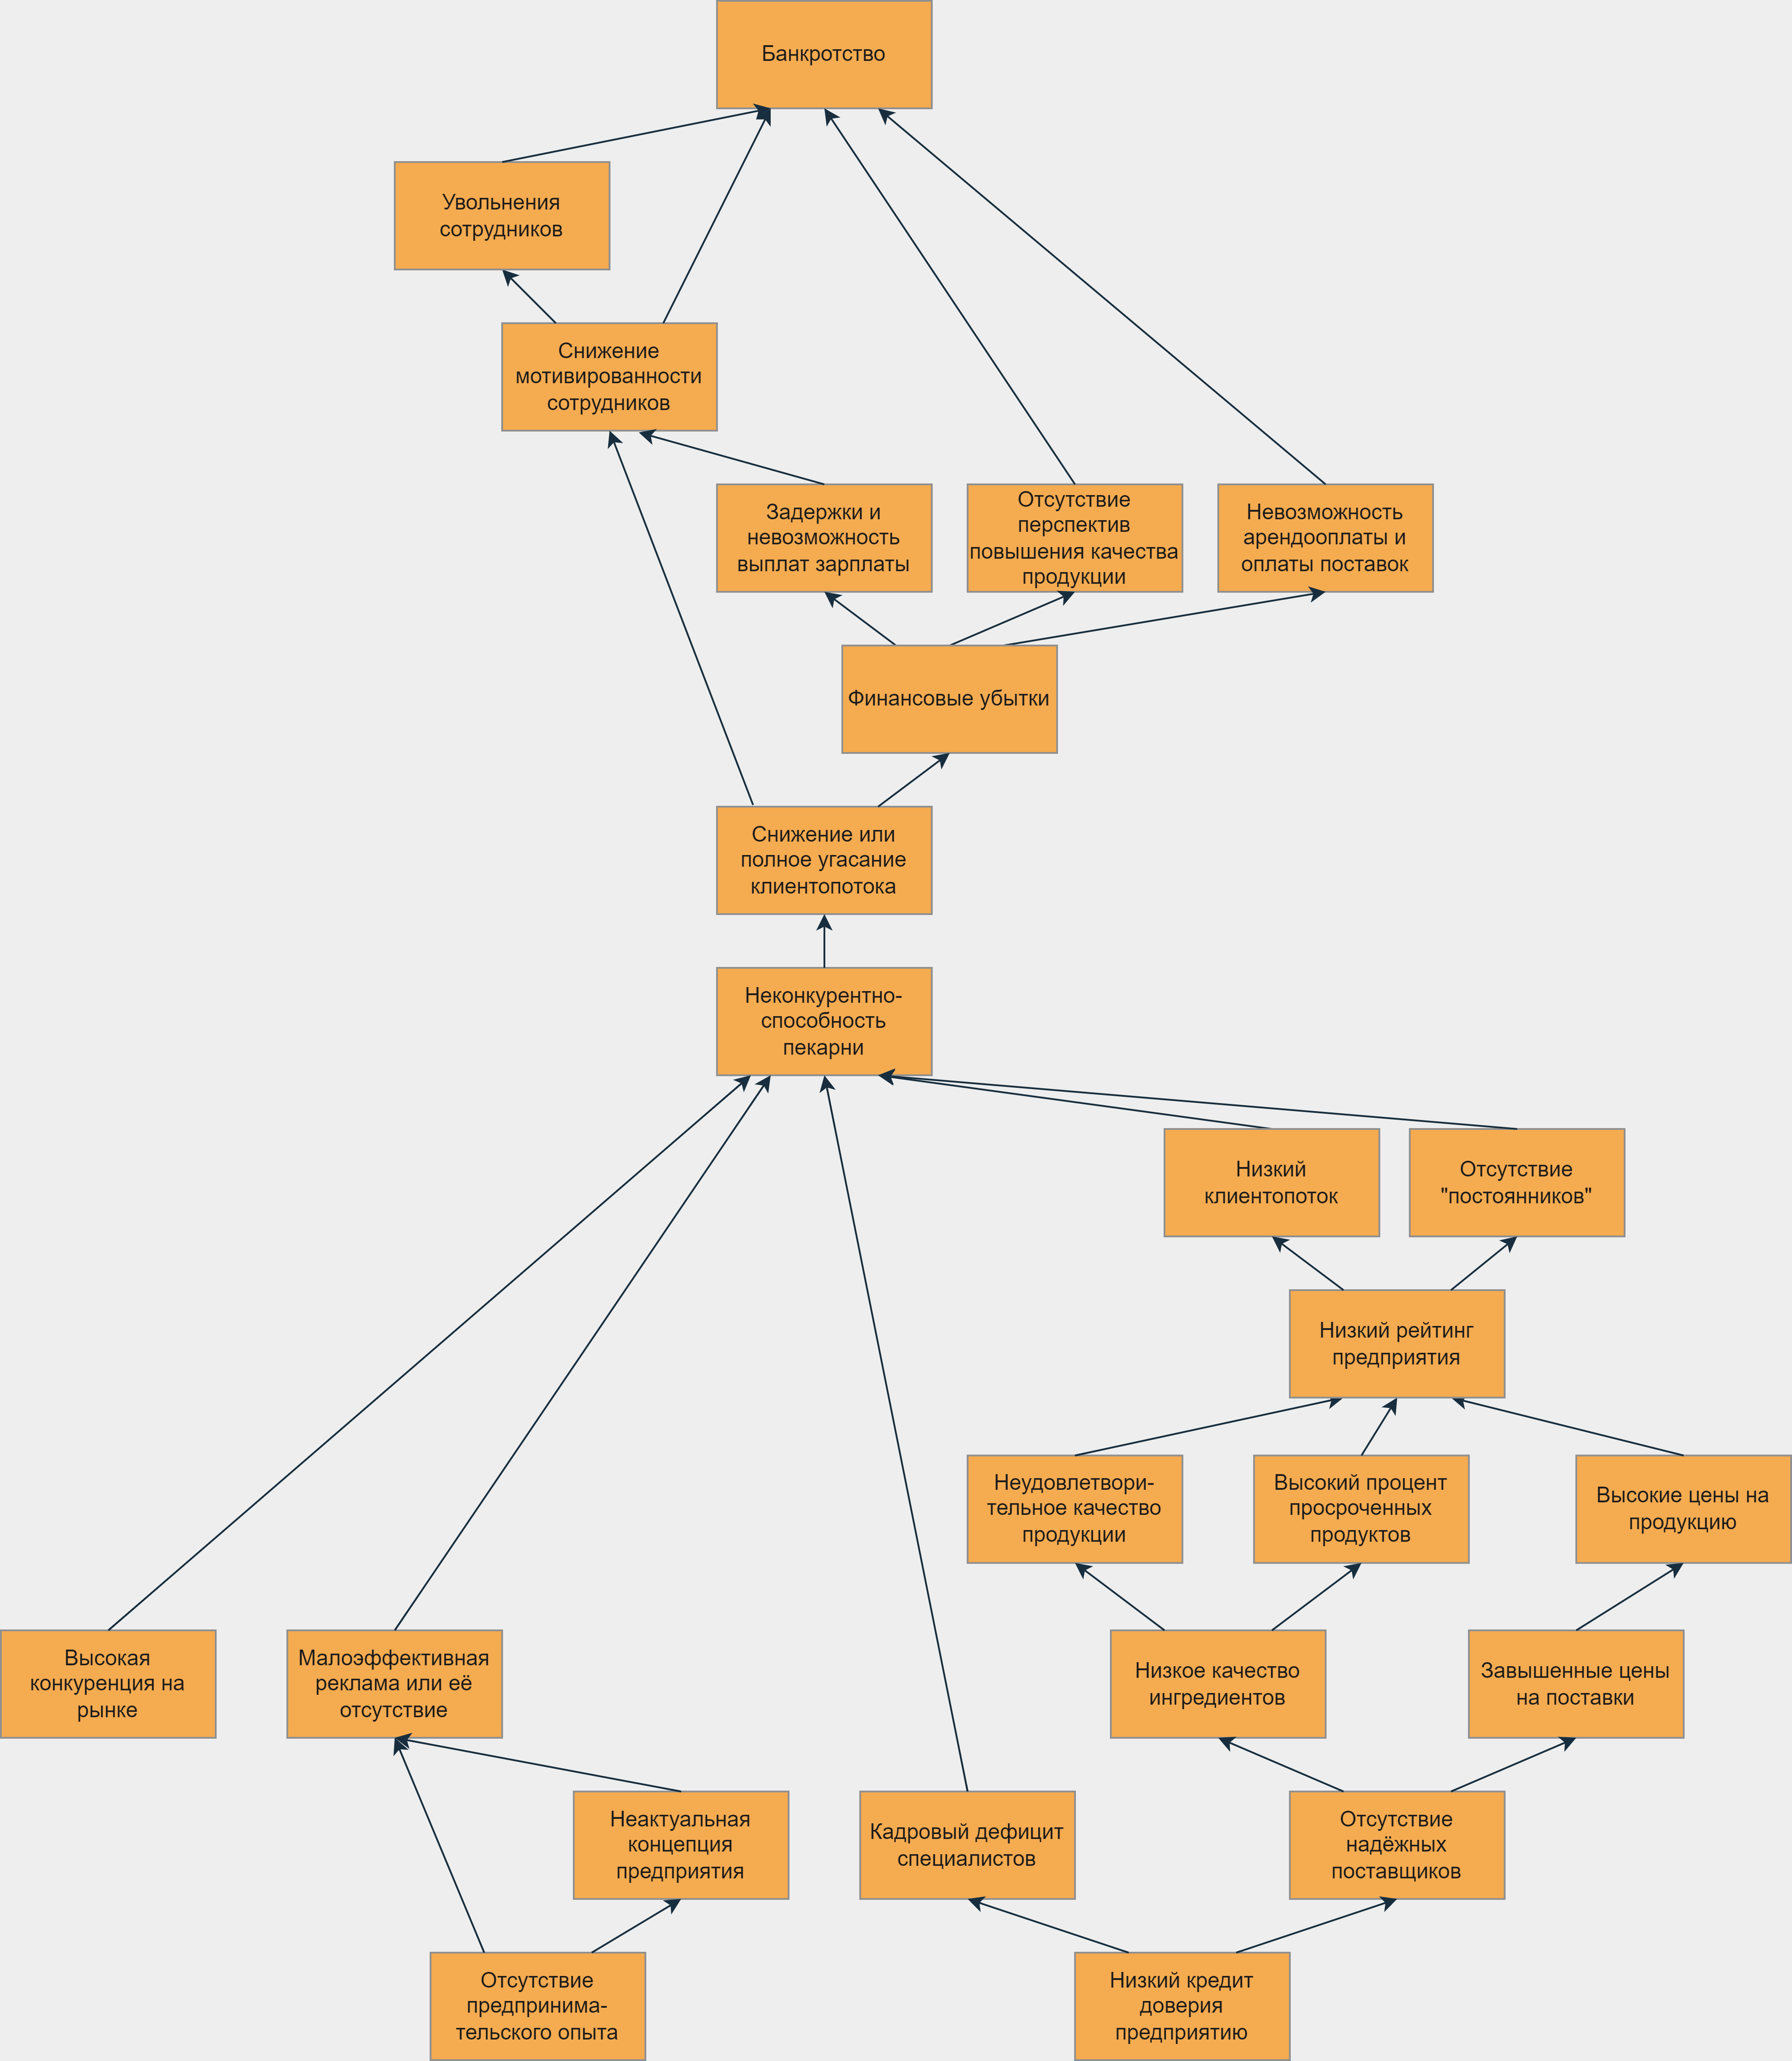 Банкротство
Увольнения
сотрудников
Снижение
мотивированности
сотрудников
Задержки и
невозможность
выплат зарплаты
Отсутствие
перспектив
повышения качества
продукции
Невозможность
арендооплаты и
оплаты поставок
Финансовые убытки
Снижение или
полное угасание
клиентопотока
Неконкурентно-
способность
пекарни
Низкий
клиентопоток
Отсутствие
"постоянников"
Низкий рейтинг
предприятия
Неудовлетвори-
тельное качество
продукции
Высокий процент
просроченных
продуктов
Высокие цены на
продукцию
Высокая
конкуренция на
рынке
Малоэффективная
реклама или её
отсутствие
Низкое качество
ингредиентов
Завышенные цены
на поставки
Неактуальная
концепция
предприятия
Кадровый дефицит
специалистов
Отсутствие
надёжных
поставщиков
Отсутствие
предпринима-
тельского опыта
Низкий кредит
доверия
предприятию